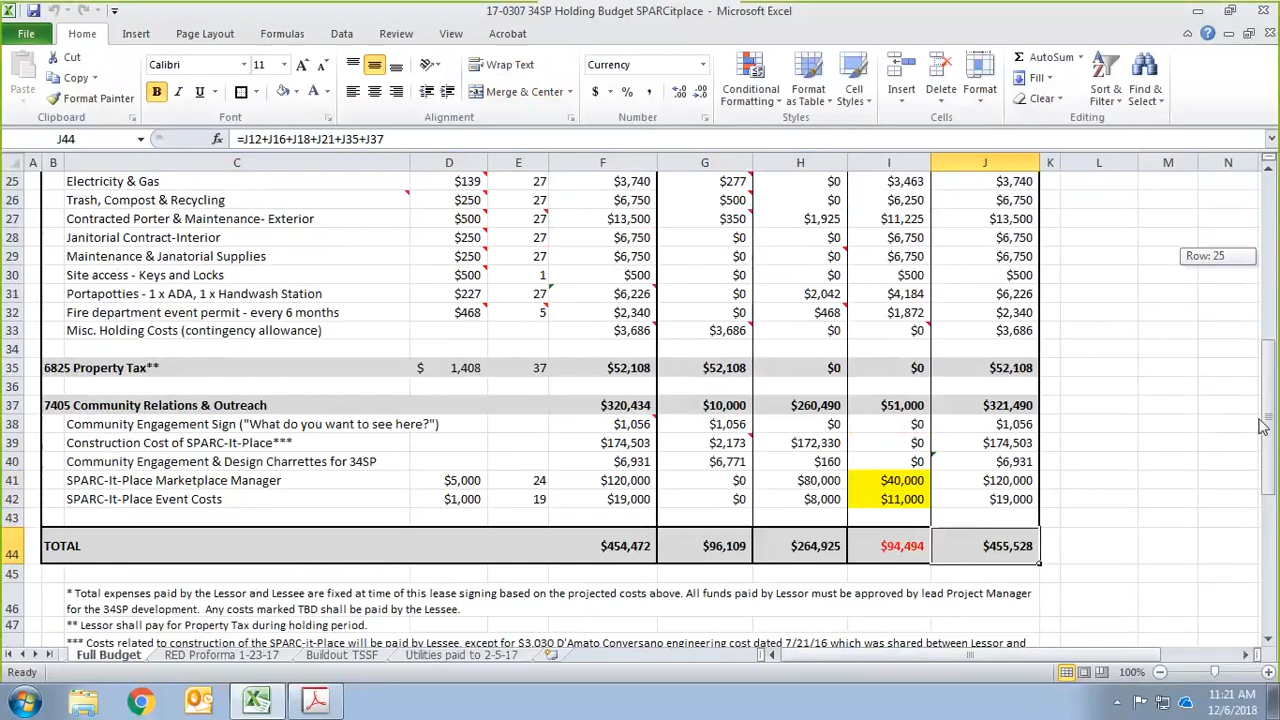 17-0307 34SP Holding Budget SPARCitplace - Microsoft Excel
File Home Insert Page Layout Formulas Data Review View Acrobat
Paste Cut Copy Format Painter Clipboard
Calibri 11 B I U A Font
Wrap Text Merge & Center Alignment
Currency $ % , Number
Conditional Formatting Format as Table Cell Styles Styles
Insert Delete Format Cells
AutoSum Fill Clear Sort & Filter Find & Select Editing
J44 fx =J12+J16+J18+J21+J35+J37
A B C D E F G H I J K L M N
25 Electricity & Gas $139 27 $3,740 $277 $0 $3,463 $3,740
26 Trash, Compost & Recycling $250 27 $6,750 $500 $0 $6,250 $6,750
27 Contracted Porter & Maintenance- Exterior $500 27 $13,500 $350 $1,925 $11,225 $13,500
28 Janitorial Contract-Interior $250 27 $6,750 $0 $0 $6,750 $6,750
29 Maintenance & Janatorial Supplies $250 27 $6,750 $0 $0 $6,750 $6,750
Row: 25
30 Site access - Keys and Locks $500 1 $500 $0 $0 $500 $500
31 Portapotties - 1 x ADA, 1 x Handwash Station $227 27 $6,226 $0 $2,042 $4,184 $6,226
32 Fire department event permit - every 6 months $468 5 $2,340 $0 $468 $1,872 $2,340
33 Misc. Holding Costs (contingency allowance) $3,686 $3,686 $0 $0 $3,686
34
35 6825 Property Tax** $ 1,408 37 $52,108 $52,108 $0 $0 $52,108
36
37 7405 Community Relations & Outreach $320,434 $10,000 $260,490 $51,000 $321,490
38 Community Engagement Sign ("What do you want to see here?") $1,056 $1,056 $0 $0 $1,056
39 Construction Cost of SPARC-It-Place*** $174,503 $2,173 $172,330 $0 $174,503
40 Community Engagement & Design Charrettes for 34SP $6,931 $6,771 $160 $0 $6,931
41 SPARC-It-Place Marketplace Manager $5,000 24 $120,000 $0 $80,000 $40,000 $120,000
42 SPARC-It-Place Event Costs $1,000 19 $19,000 $0 $8,000 $11,000 $19,000
43
44 TOTAL $454,472 $96,109 $264,925 $94,494 $455,528
45
46 * Total expenses paid by the Lessor and Lessee are fixed at time of this lease signing based on the projected costs above. All funds paid by Lessor must be approved by lead Project Manager
for the 34SP development. Any costs marked TBD shall be paid by the Lessee.
47 ** Lessor shall pay for Property Tax during holding period.
*** Costs related to construction of the SPARC-it-Place will be paid by Lessee, except for $3,030 D'Amato Conversano engineering cost date 7/21/16 which was shared between Lessor and
Full Budget RED Proforma 1-23-17 Buildout TSSF Utilities paid to 2-5-17
Ready 100%
11:21 AM
12/6/2018